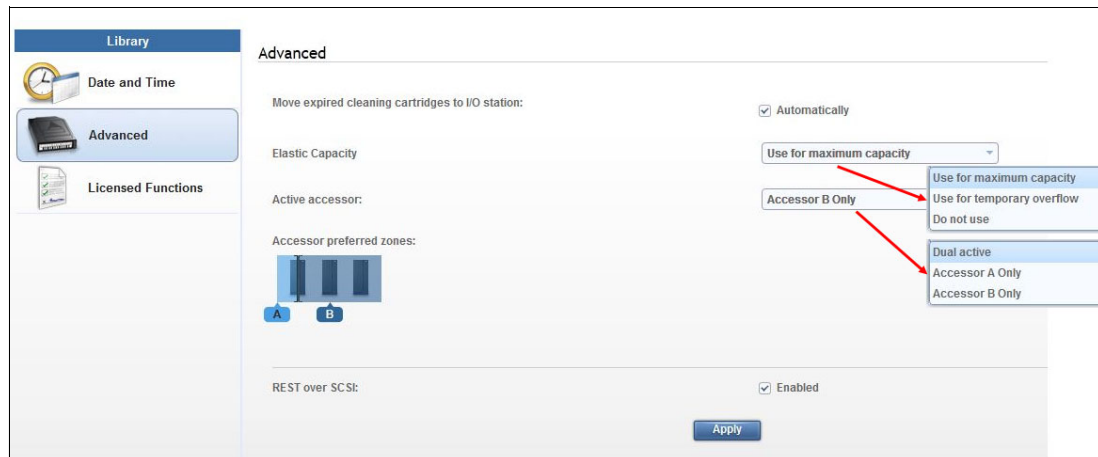 Library
Date and Time
Advanced
Licensed Functions
Advanced
Move expired cleaning cartridges to I/O station:
Automatically
Elastic Capacity
Use for maximum capacity
Use for maximum capacity
Use for temporary overflow
Do not use
Active accessor:
Accessor B Only
Dual active
Accessor A Only
Accessor B Only
Accessor preferred zones:
A
B
REST over SCSI:
Enabled
Apply